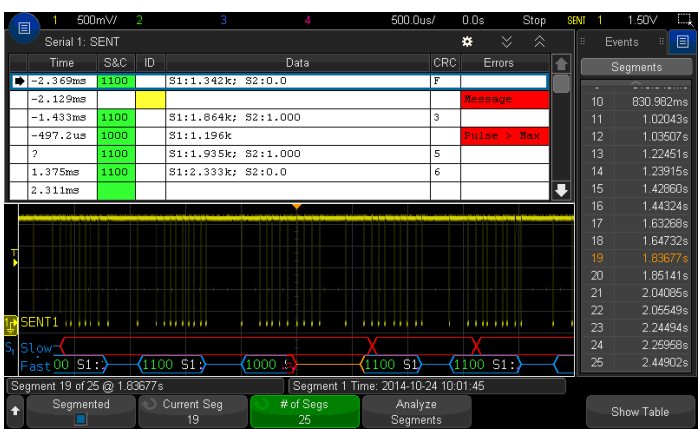 1 500mV/ 2 3 4 500.0us/ 0.0s Stop SENT 1 1.50V
Serial 1: SENT
Time S&C ID Data CRC Errors
-2.369ms 1100 S1:1.342k; S2:0.0 F
-2.129ms Message
-1.433ms 1100 S1:1.864k; S2:1.000 3
-497.2us 1000 S1:1.196k Pulse > Max
? 1100 S1:1.935k; S2:1.000 5
1.375ms 1100 S1:2.333k; S2:0.0 6
2.311ms
Events
Segments
10 830.982ms
11 1.02043s
12 1.03507s
13 1.22451s
14 1.23915s
15 1.42860s
16 1.44324s
17 1.63268s
18 1.64732s
19 1.83677s
20 1.85141s
21 2.04085s
22 2.05549s
23 2.24494s
24 2.25958s
25 2.44902s
T
SENT1
S1 Slow
Fast 00 S1: 1100 S1: 1000 1100 S1 1100 S1:
Segment 19 of 25 @ 1.83677s Segment 1 Time: 2014-10-24 10:01:45
Segmented Current Seg # of Segs Analyze
19 25 Segments
Show Table